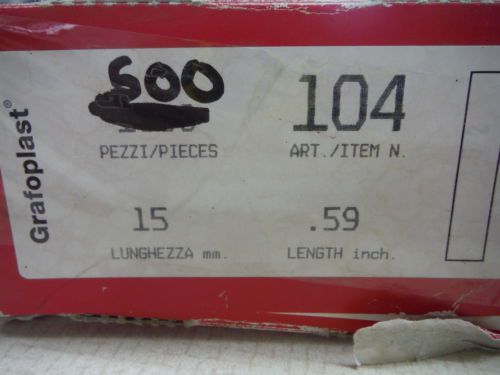 Grafoplast®
500
104
PEZZI/PIECES
ART./ITEM N.
15
.59
LUNGHEZZA mm.
LENGTH inch.